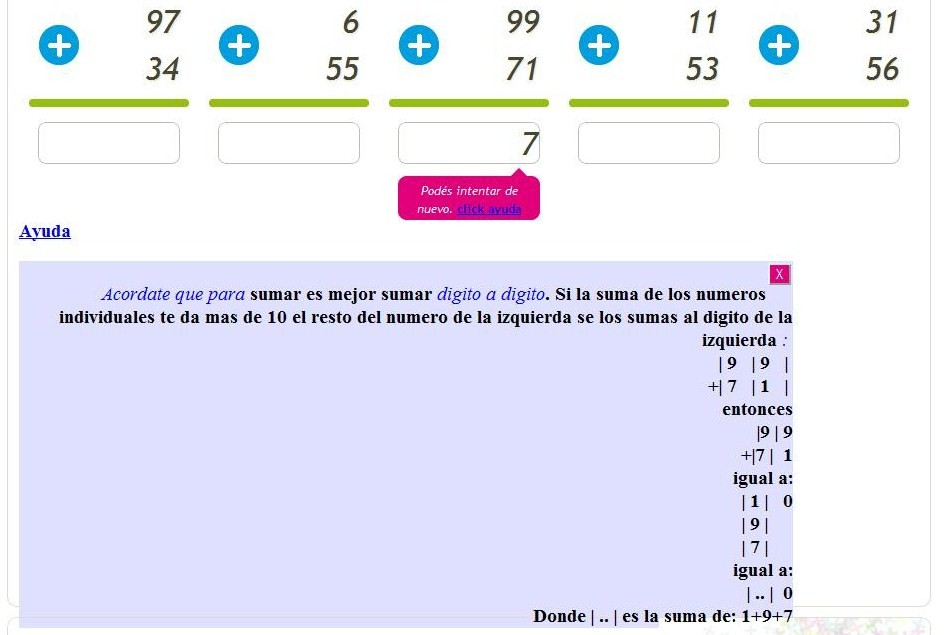 97 6 99 11 31
+ + + + +
34 55 71 53 56
7
Podés intentar de
nuevo. click ayuda
Ayuda
X
Acordate que para sumar es mejor sumar digito a digito. Si la suma de los numeros
individuales te da mas de 10 el resto del numero de la izquierda se los sumas al digito de la
izquierda :
| 9 | 9 |
+| 7 | 1 |
entonces
|9 | 9
+|7 | 1
igual a:
| 1 | 0
| 9 |
| 7 |
igual a:
| .. | 0
Donde | .. | es la suma de: 1+9+7